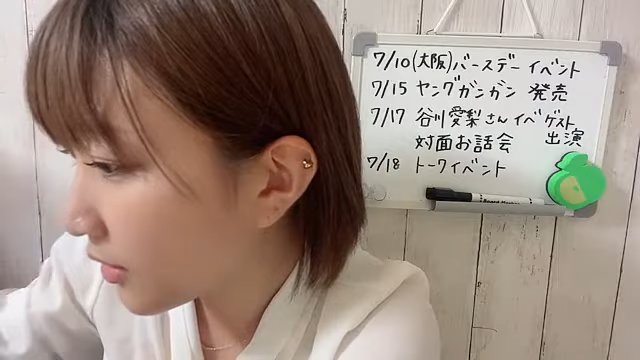 7/10(大阪)バースデーイベント
7/15 ヤングガンガン 発売
7/17 谷川愛梨さんイベゲスト出演
対面お話会
7/18 トークイベント